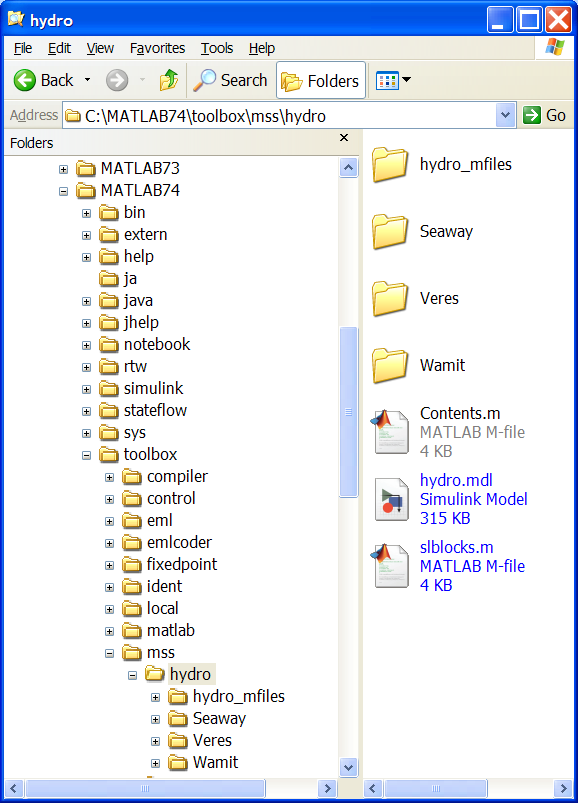 hydro
File Edit View Favorites Tools Help
Back Search Folders
Address C:\MATLAB74\toolbox\mss\hydro Go
Folders
MATLAB73
MATLAB74
bin
extern
help
ja
java
jhelp
notebook
rtw
simulink
stateflow
sys
toolbox
compiler
control
eml
emlcoder
fixedpoint
ident
local
matlab
mss
hydro
hydro_mfiles
Seaway
Veres
Wamit
hydro_mfiles
Seaway
Veres
Wamit
Contents.m
MATLAB M-file
4 KB
hydro.mdl
Simulink Model
315 KB
slblocks.m
MATLAB M-file
4 KB